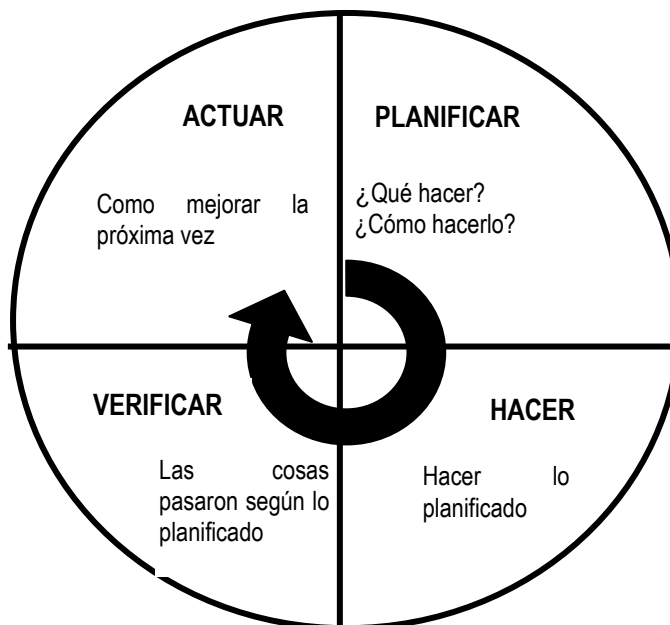 ACTUAR
Como mejorar la
próxima vez
PLANIFICAR
¿Qué hacer?
¿Cómo hacerlo?
VERIFICAR
Las cosas
pasaron según lo
planificado
HACER
Hacer lo
planificado